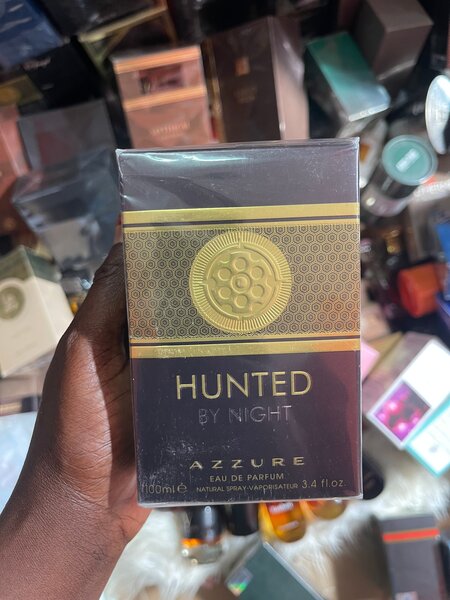 HUNTED
BY NIGHT
AZZURE
EAU DE PARFUM
100ml e NATURAL SPRAY-VAPORISATEUR 3.4 fl.oz.